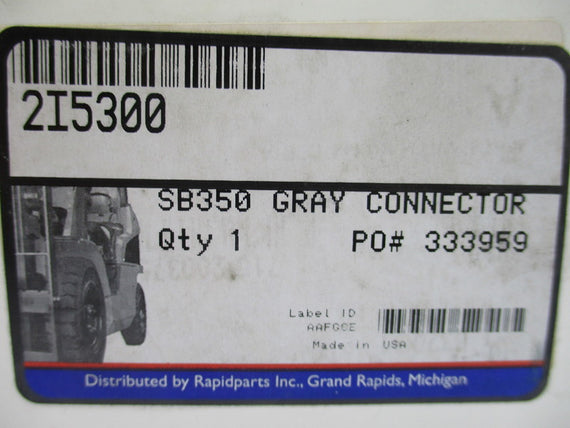 2I5300
SB350 GRAY CONNECTOR
Qty 1 PO# 333959
Label ID
AAFGCE
Made in USA
Distributed by Rapidparts Inc., Grand Rapids, Michigan